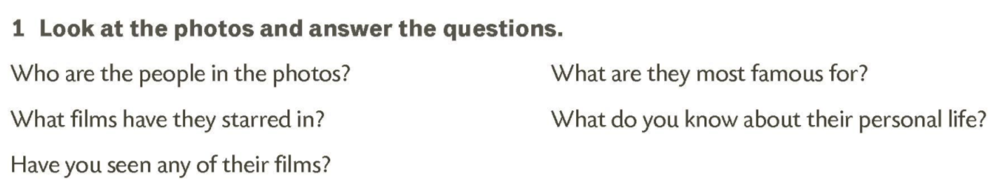 1 Look at the photos and answer the questions.
Who are the people in the photos?
What are they most famous for?
What films have they starred in?
What do you know about their personal life?
Have you seen any of their films?